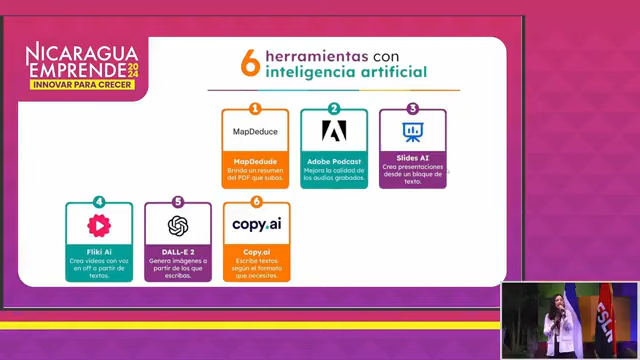 NICARAGUA
EMPRENDE 2024
INNOVAR PARA CRECER
6 herramientas con
inteligencia artificial
1
MapDeduce
MapDedude
Brinda un resumen
del PDF que subas.
2
Adobe Podcast
Mejora la calidad de
los audios grabados.
3
Slides AI
Crea presentaciones
desde un bloque de
texto.
4
Fliki Ai
Crea videos con voz
en off a partir de
textos.
5
DALL-E 2
Genera imágenes a
partir de los que
escribas.
6
copy.ai
Copy.ai
Escribe textos
según el formato
que necesites.
FSLN